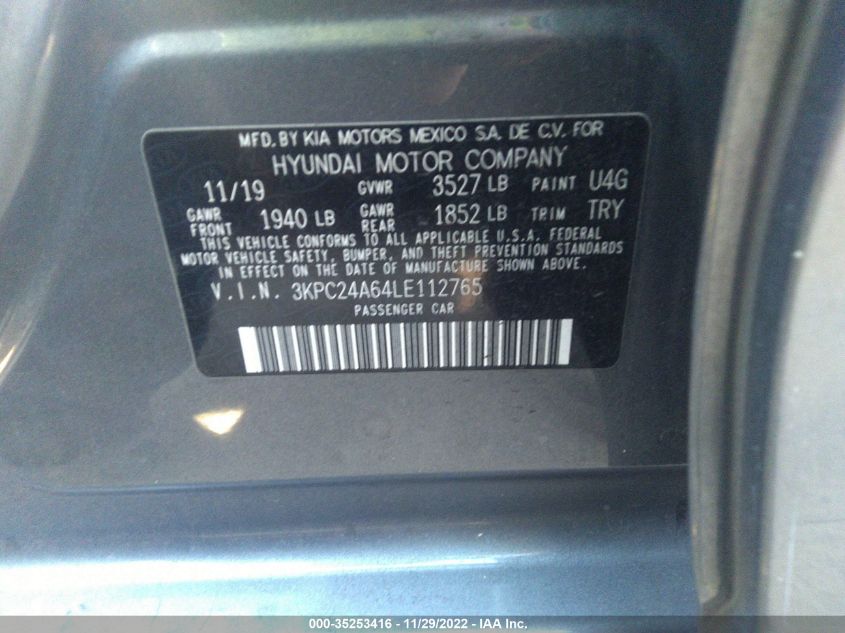 MFD. BY KIA MOTORS MEXICO S.A. DE C.V. FOR
HYUNDAI MOTOR COMPANY
11/19 GVWR 3527 LB PAINT U4G
GAWR FRONT 1940 LB GAWR REAR 1852 LB TRIM TRY
THIS VEHICLE CONFORMS TO ALL APPLICABLE U.S.A. FEDERAL
MOTOR VEHICLE SAFETY, BUMPER, AND THEFT PREVENTION STANDARDS
IN EFFECT ON THE DATE OF MANUFACTURE SHOWN ABOVE.
V.I.N. 3KPC24A64LE112765
PASSENGER CAR
000-35253416 - 11/29/2022 - IAA Inc.